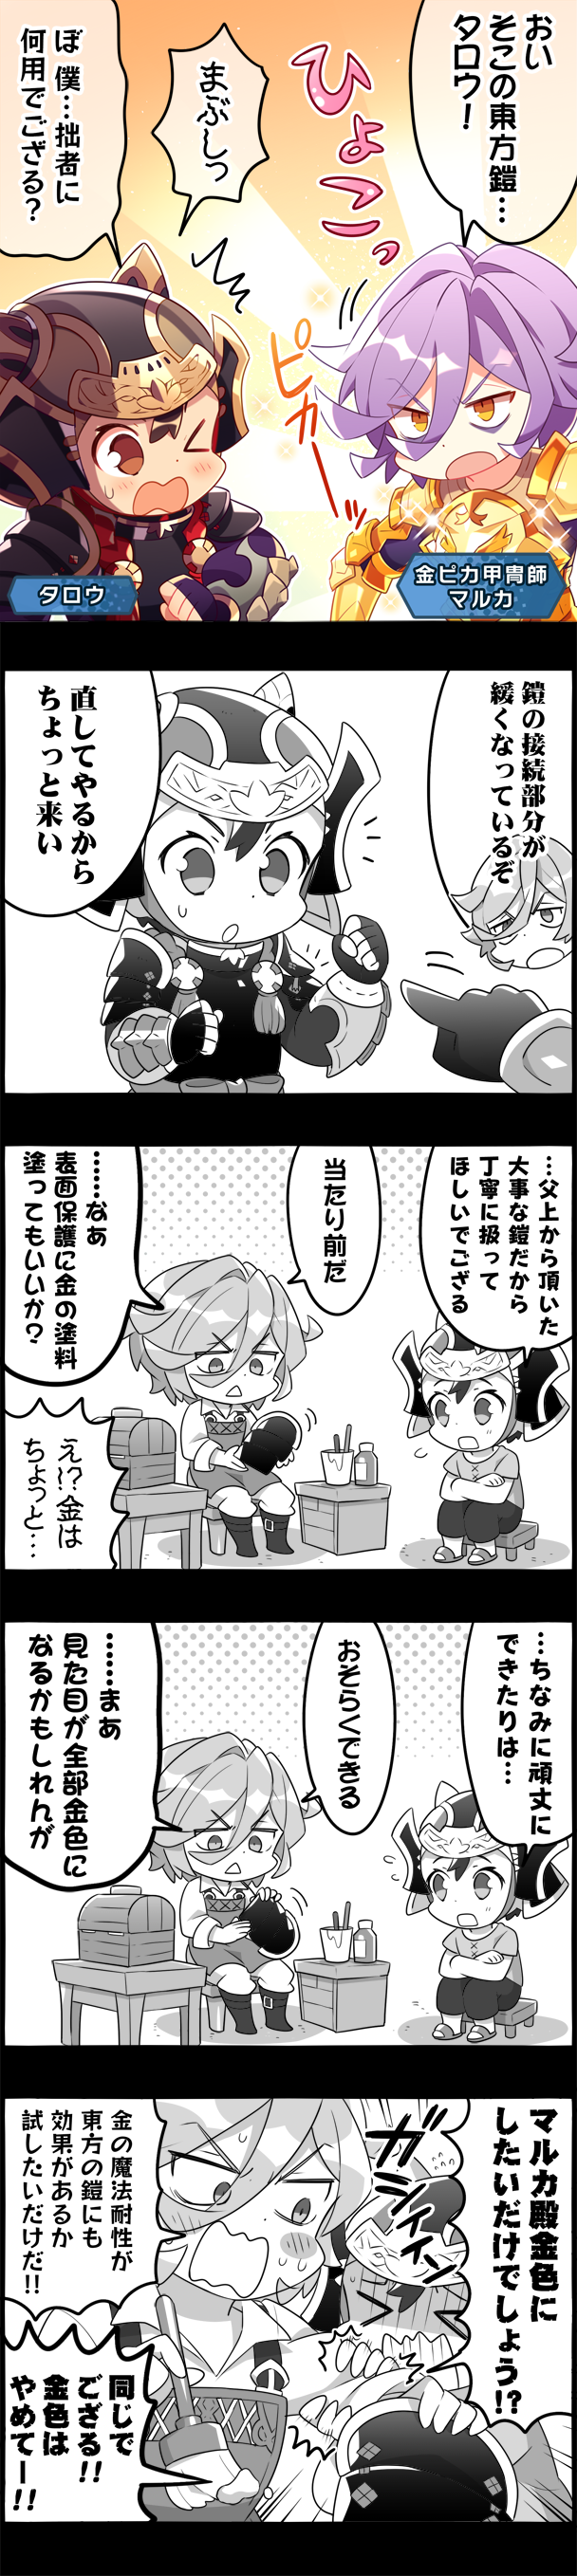 おい
そこの東方鎧…
タロウ！
ひょこっ
まぶしっ
ぼ 僕…拙者に
何用でござる？
ピカーッ
タロウ
金ピカ甲冑師
マルカ
鎧の接続部分が
緩くなっているぞ
直してやるから
ちょっと来い
…父上から頂いた
大事な鎧だから
丁寧に扱って
ほしいでござる
当たり前だ
……なあ
表面保護に金の塗料
塗ってもいいか？
え!?金は
ちょっと…
…ちなみに頑丈に
できたりは…
おそらくできる
……まあ
見た目が全部金色に
なるかもしれんが
マルカ殿金色に
したいだけでしょう!?
ガシィイィン
金の魔法耐性が
東方の鎧にも
効果があるか
試したいだけだ!!
同じで
ござる!!
金色は
やめてー!!